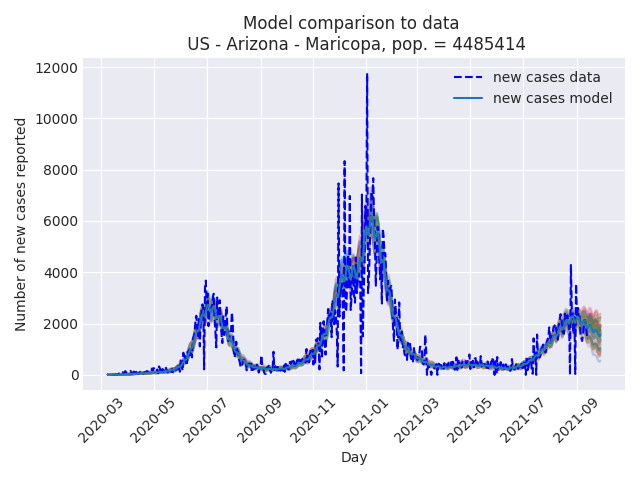 Model comparison to data
US - Arizona - Maricopa, pop. = 4485414
new cases data
new cases model
Number of new cases reported
12000
10000
8000
6000
4000
2000
0
2020-03
2020-05
2020-07
2020-09
2020-11
2021-01
2021-03
2021-05
2021-07
2021-09
Day